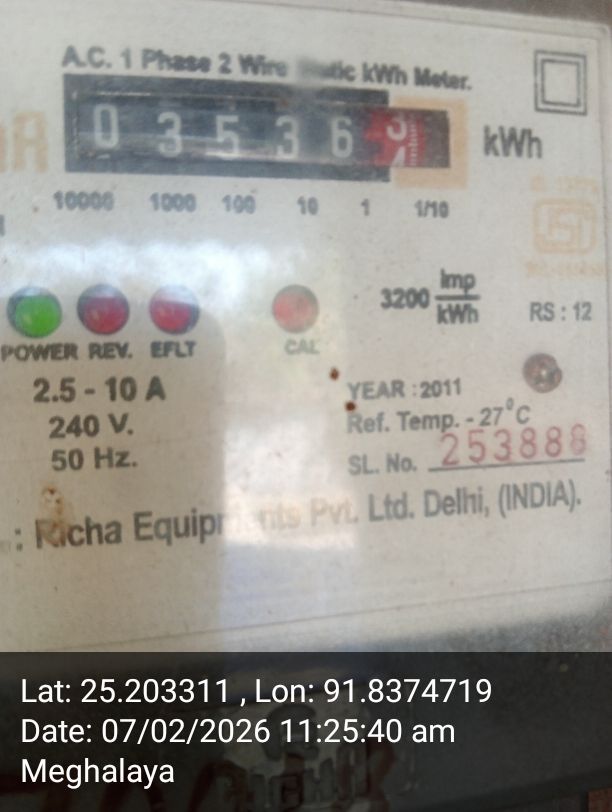 A.C. 1 Phase 2 Wire Static kWh Meter.
0 3 5 3 6 3 kWh
10000 1000 100 10 1 1/10
3200 Imp/kWh
RS : 12
POWER REV. EFLT CAL
2.5 - 10 A
240 V.
50 Hz.
YEAR : 2011
Ref. Temp. - 27°C
SL. No. 253888
: Richa Equipments Pvt. Ltd. Delhi, (INDIA).
Lat: 25.203311 , Lon: 91.8374719
Date: 07/02/2026 11:25:40 am
Meghalaya